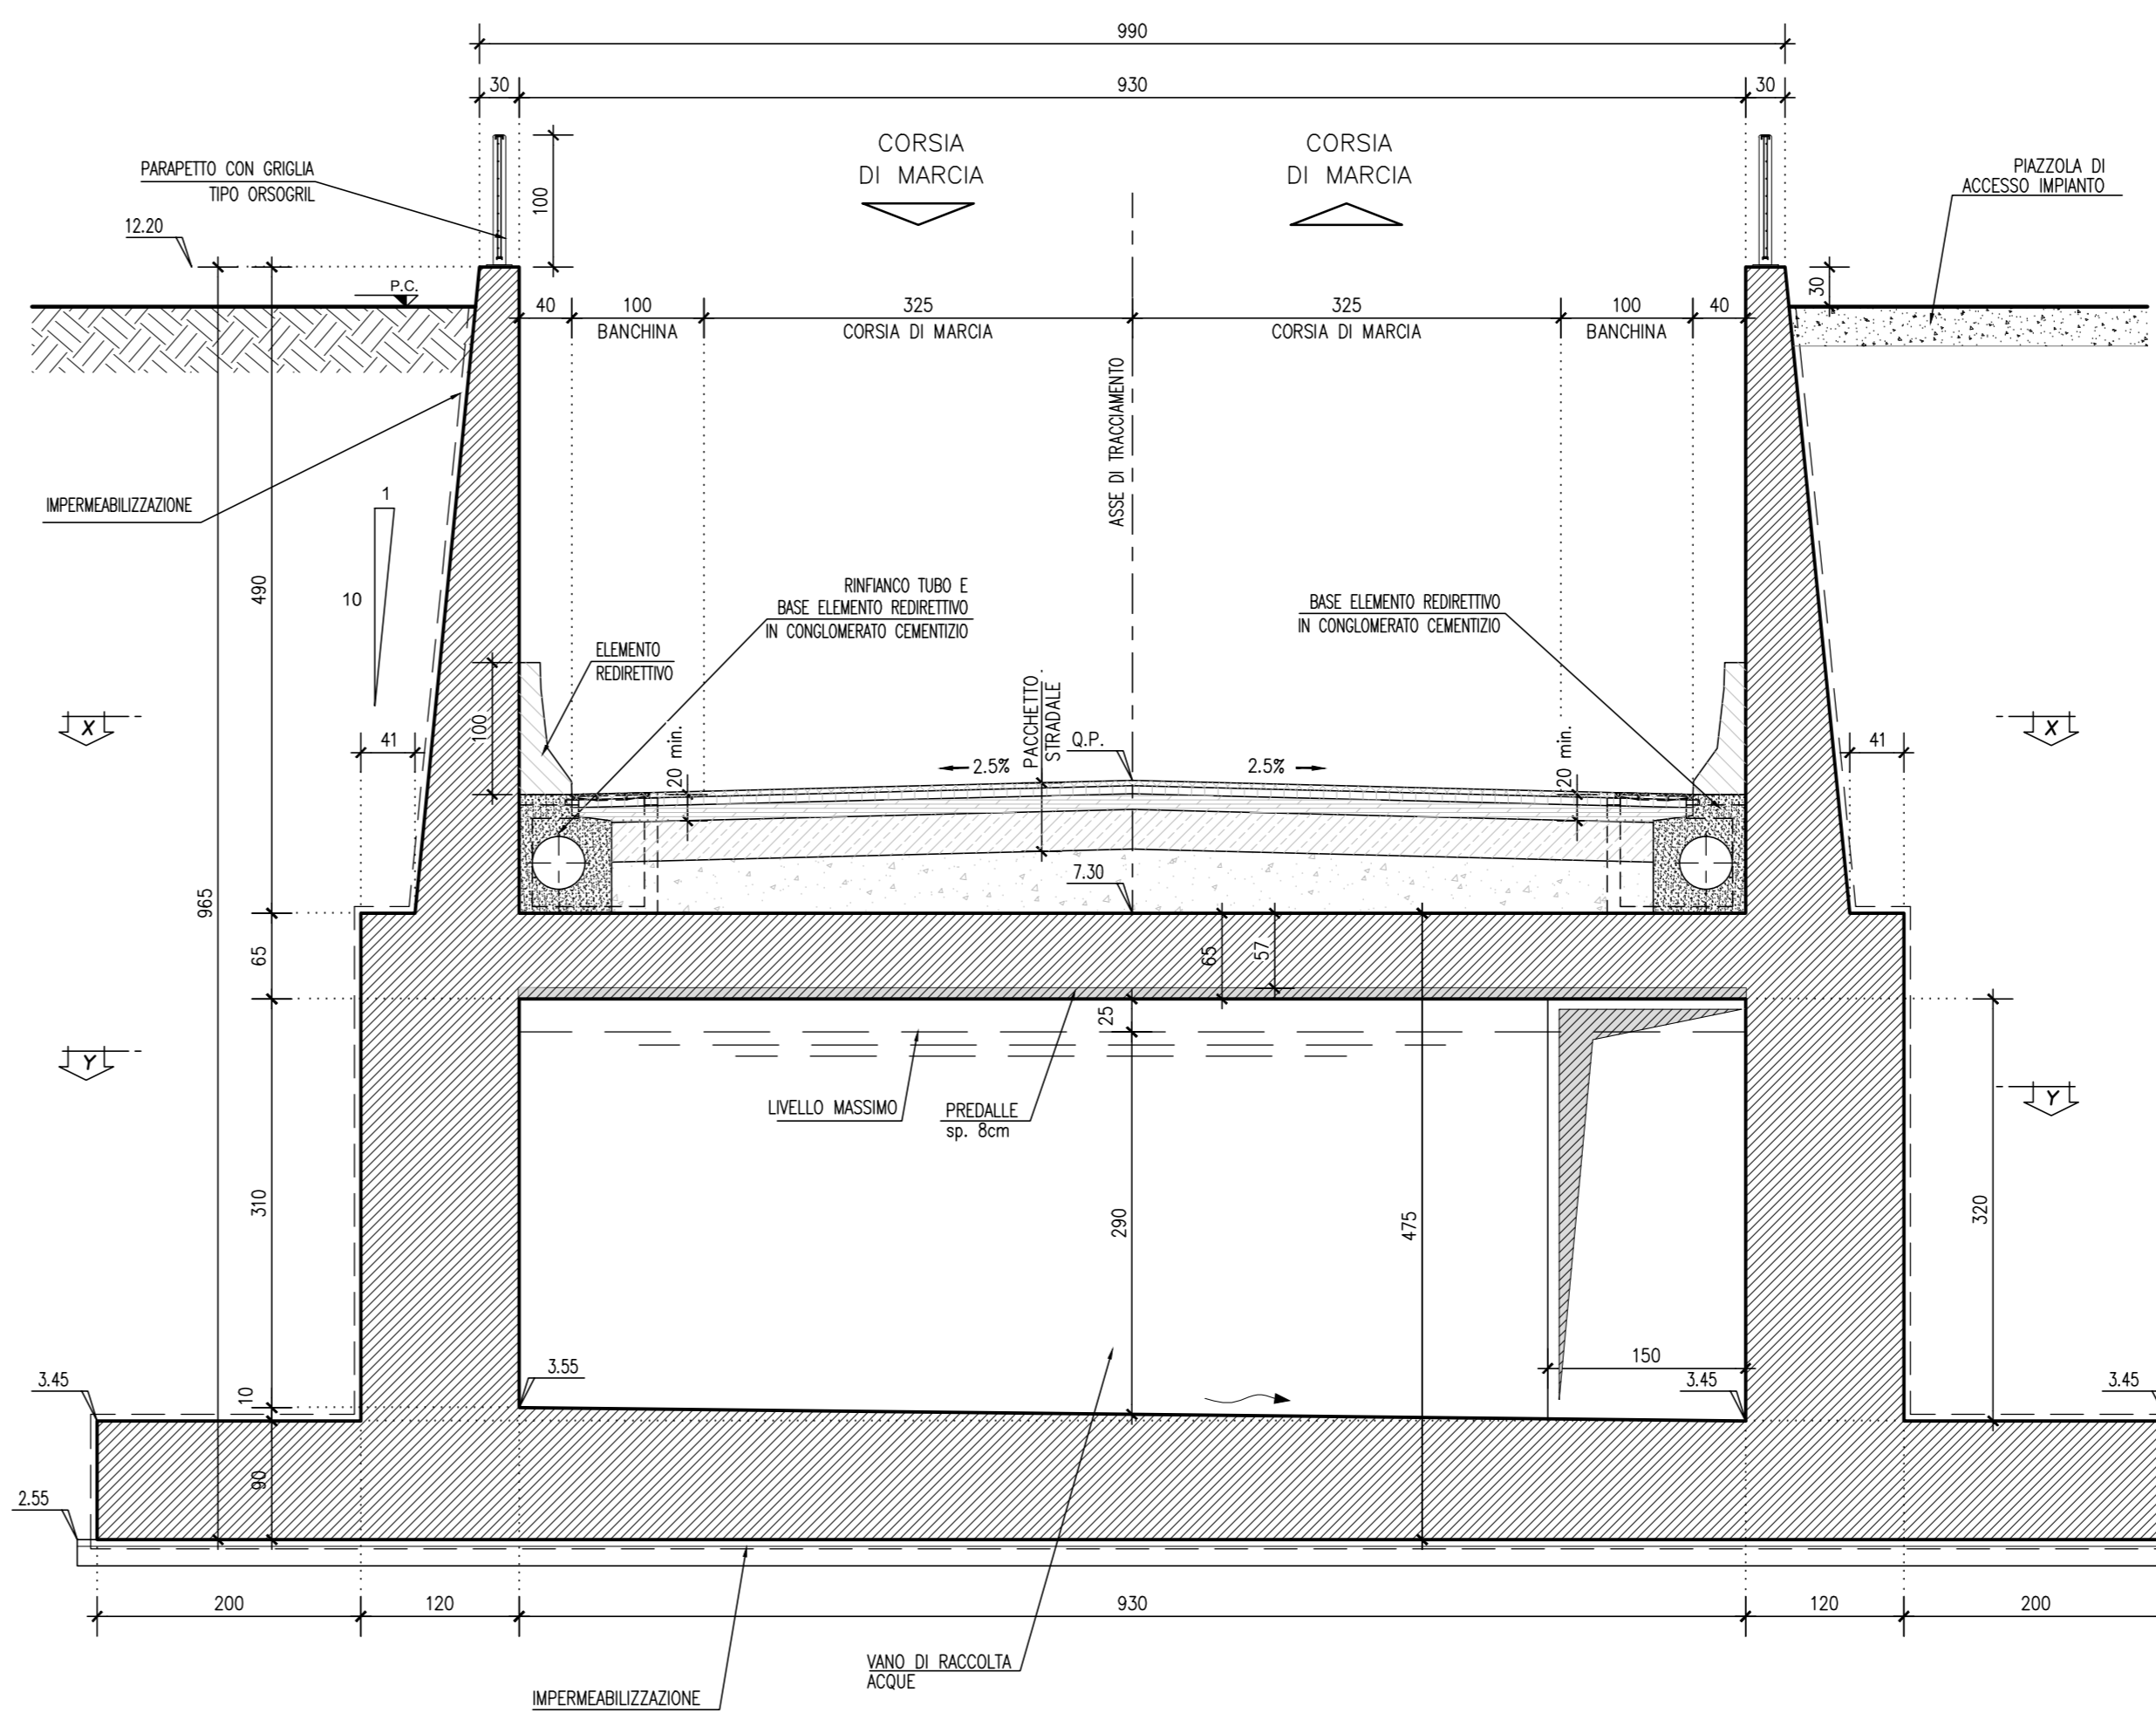 990
30
930
30
CORSIA
DI MARCIA
CORSIA
DI MARCIA
PARAPETTO CON GRIGLIA
TIPO ORSOGRIL
PIAZZOLA DI
ACCESSO IMPIANTO
100
12.20
P.C.
30
40
100
325
325
100
40
BANCHINA
CORSIA DI MARCIA
CORSIA DI MARCIA
BANCHINA
ASSE DI TRACCIAMENTO
IMPERMEABILIZZAZIONE
1
10
490
RINFIANCO TUBO E
BASE ELEMENTO REDIRETTIVO
IN CONGLOMERATO CEMENTIZIO
BASE ELEMENTO REDIRETTIVO
IN CONGLOMERATO CEMENTIZIO
ELEMENTO
REDIRETTIVO
PACCHETTO
STRADALE
X
X
41
100
20 min.
Q.P.
20 min.
41
2.5%
2.5%
7.30
965
65
65
57
25
Y
Y
LIVELLO MASSIMO
PREDALLE
sp. 8cm
310
290
475
320
150
3.45
10
3.55
3.45
3.45
90
2.55
200
120
930
120
200
VANO DI RACCOLTA
ACQUE
IMPERMEABILIZZAZIONE